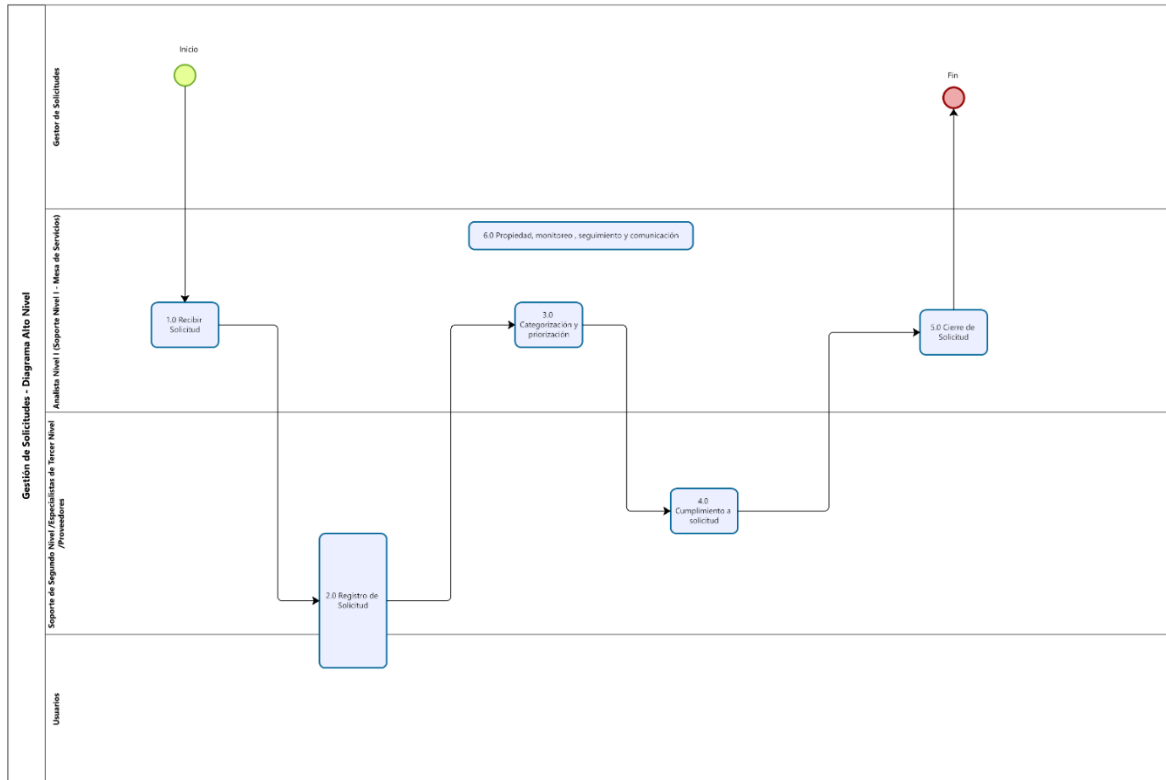 Gestión de Solicitudes - Diagrama Alto Nivel
Gestor de Solicitudes
Inicio
Fin
Analista Nivel I (Soporte Nivel I - Mesa de Servicios)
6.0 Propiedad, monitoreo , seguimiento y comunicación
1.0 Recibir
Solicitud
3.0
Categorización y
priorización
5.0 Cierre de
Solicitud
Soporte de Segundo Nivel /Especialistas de Tercer Nivel
/Proveedores
4.0
Cumplimiento a
solicitud
2.0 Registro de
Solicitud
Usuarios